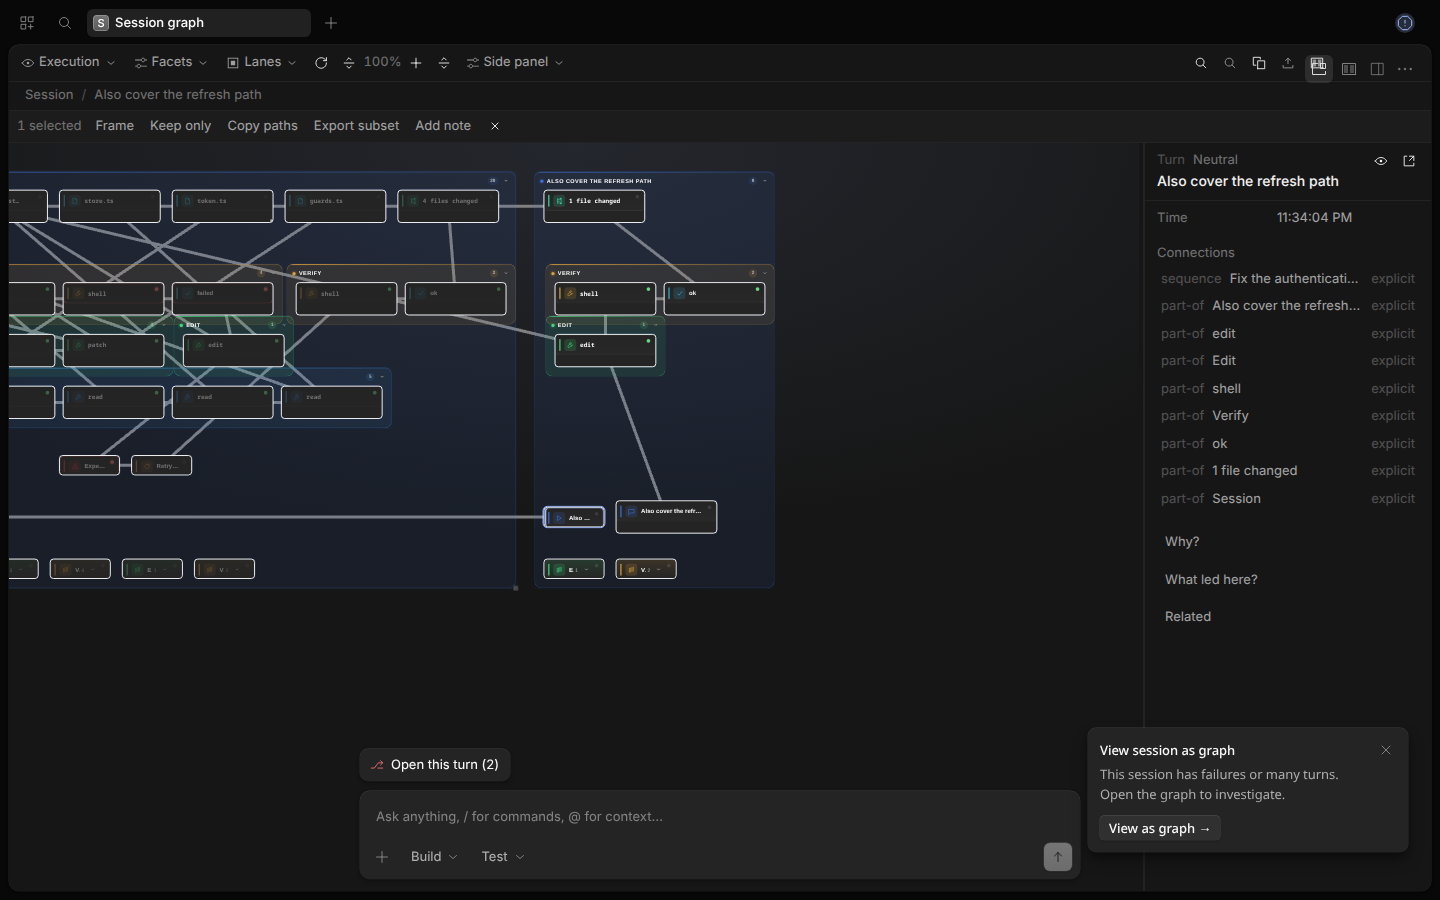 S Session graph
Execution Facets Lanes 100% Side panel
Session / Also cover the refresh path
1 selected Frame Keep only Copy paths Export subset Add note
ALSO COVER THE REFRESH PATH
store.ts token.ts guards.ts 4 files changed 1 file changed
VERIFY VERIFY
shell failed shell ok shell ok
EDIT EDIT
patch edit edit
read read read
Expe... Retry...
Also ... Also cover the refr...
V. E V. E V.
Turn Neutral
Also cover the refresh path
Time 11:34:04 PM
Connections
sequence Fix the authenticati... explicit
part-of Also cover the refresh... explicit
part-of edit explicit
part-of Edit explicit
part-of shell explicit
part-of Verify explicit
part-of ok explicit
part-of 1 file changed explicit
part-of Session explicit
Why?
What led here?
Related
Open this turn (2)
Ask anything, / for commands, @ for context...
Build Test
View session as graph
This session has failures or many turns.
Open the graph to investigate.
View as graph →